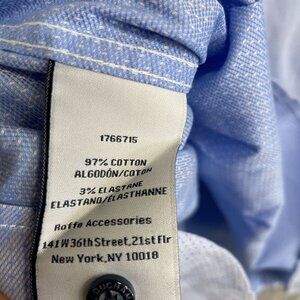 1766715
97% COTTON
ALGODÓN/COTON
3% ELASTANE
ELASTANO/ÉLASTHANNE
Roffe Accessories
141 W 36th Street, 21st Flr
New York, NY 10018